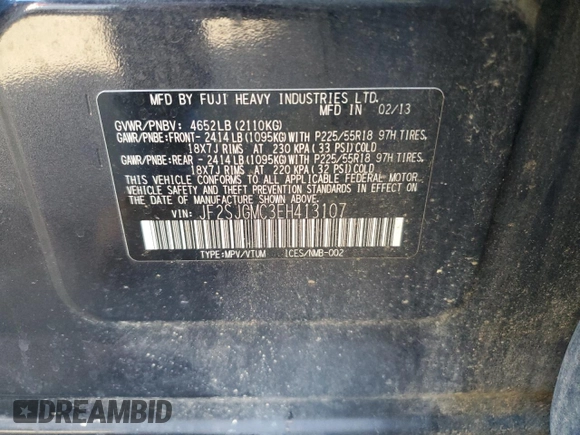 MFD BY FUJI HEAVY INDUSTRIES LTD.
MFD IN 02/13
GVWR/PNBV: 4652LB(2110KG)
GAWR/PNBE:FRONT- 2414LB(1095KG)WITH P225/55R18 97H TIRES,
18X7J RIMS AT 230 KPA(33 PSI)COLD
GAWR/PNBE:REAR - 2414LB(1095KG)WITH P225/55R18 97H TIRES,
18X7J RIMS AT 220 KPA(32 PSI)COLD
THIS VEHICLE CONFORMS TO ALL APPLICABLE FEDERAL MOTOR
VEHICLE SAFETY AND THEFT PREVENTION STANDARDS IN EFFECT
ON THE DATE OF MANUFACTURE SHOWN ABOVE.
VIN: JF2SJGMC3EH413107
TYPE:MPV/VTUM ICES/NMB-002
DREAMBID